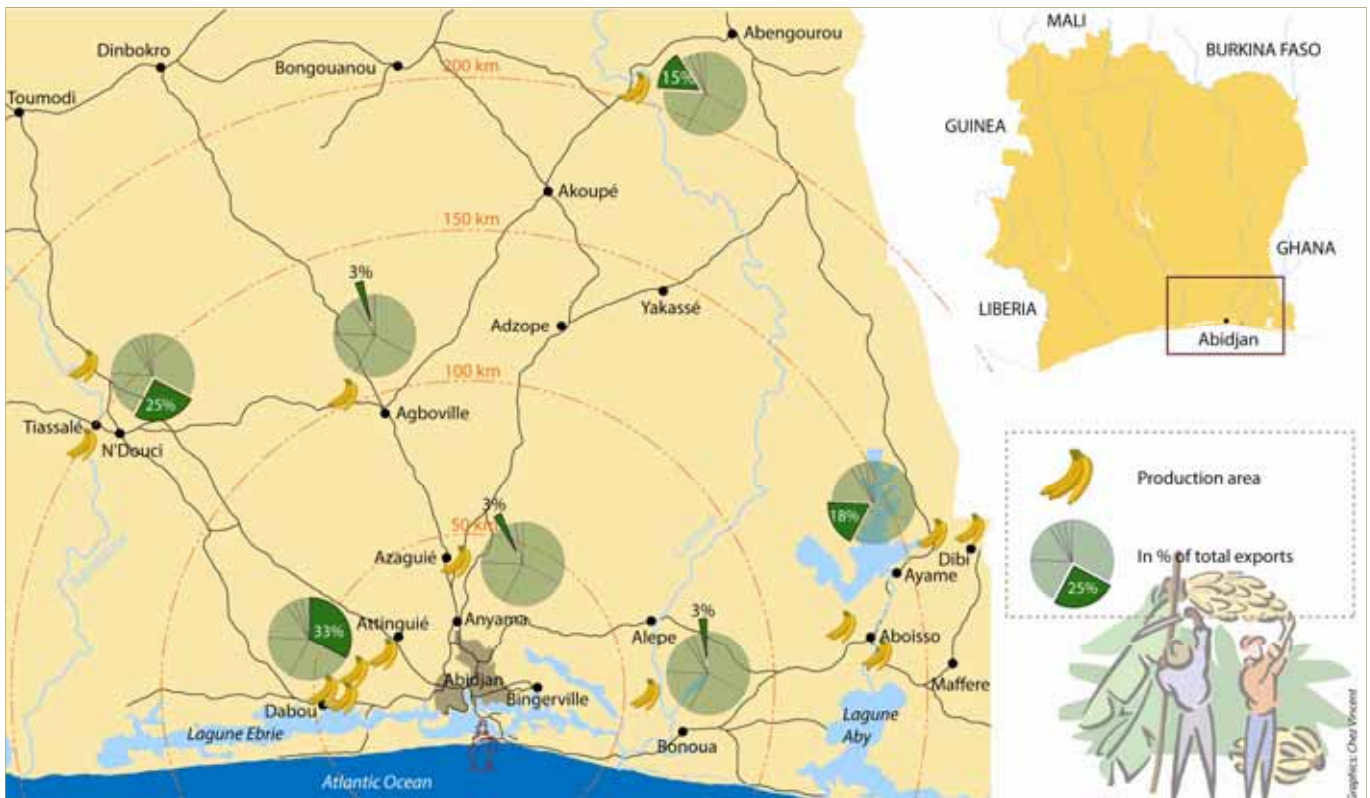 Abengourou
MALI
BURKINA FASO
Dinbokro
Bongouanou
200 km
15%
Toumodi
GUINEA
Akoupé
150 km
GHANA
3%
Yakassé
LIBERIA
Adzope
Abidjan
100 km
25%
Agboville
Tiassalé
N'Douci
Production area
3%
50 km
18%
Azaguié
Dibi
In % of total exports
Ayame
25%
3%
33%
Attinguié
Anyama
Alepe
Aboisso
Abidjan
Bingerville
Maffere
Dabou
Lagune
Aby
Lagune Ebrie
Bonoua
Atlantic Ocean
Graphics: Chez Vincent